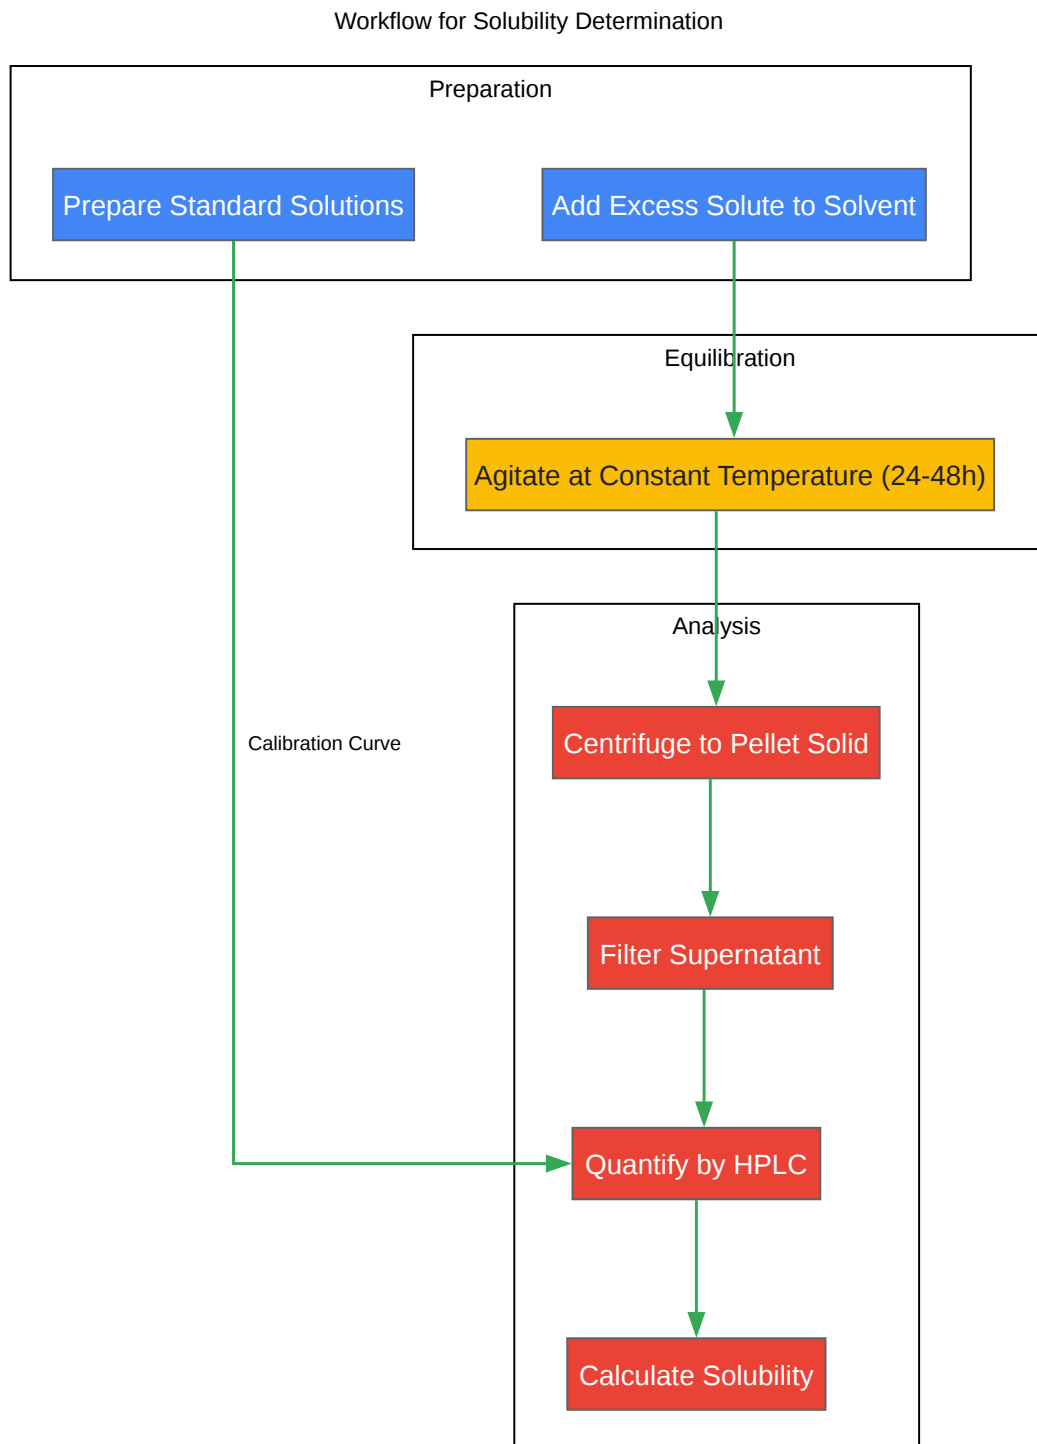 Workflow for Solubility Determination
Preparation
Prepare Standard Solutions
Add Excess Solute to Solvent
Equilibration
Agitate at Constant Temperature (24-48h)
Analysis
Centrifuge to Pellet Solid
Calibration Curve
Filter Supernatant
Quantify by HPLC
Calculate Solubility